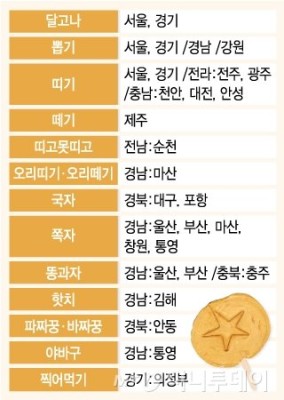 달고나 서울, 경기
뽑기 서울, 경기 /경남 /강원
띠기 서울, 경기 /전라:전주, 광주
/충남:천안, 대전, 안성
떼기 제주
띠고못띠고 전남:순천
오리띠기·오리떼기 경남:마산
국자 경북:대구, 포항
쪽자 경남:울산, 부산, 마산,
창원, 통영
똥과자 경남:울산, 부산 /충북:충주
핫치 경남:김해
파짜꿍·바짜꿍 경북:안동
야바구 경남:통영
찍어먹기 경기:의정부
머니투데이